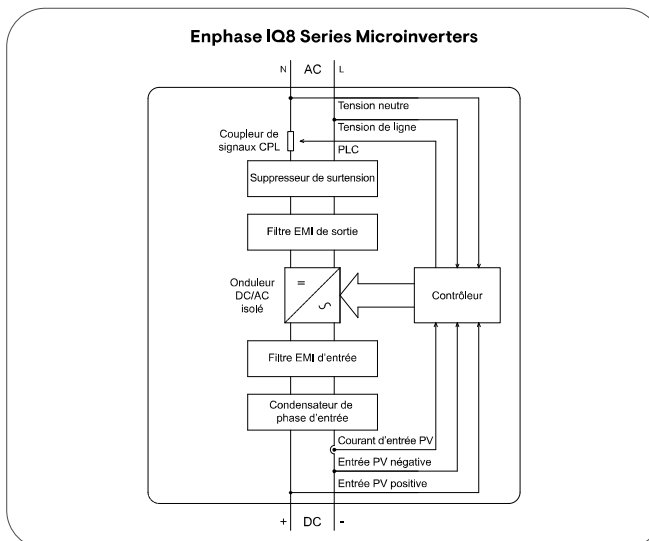 Enphase IQ8 Series Microinverters
N AC L
Tension neutre
Tension de ligne
Coupleur de
signaux CPL
PLC
Suppresseur de surtension
Filtre EMI de sortie
Onduleur
DC/AC
isolé
=
∿
Contrôleur
Filtre EMI d'entrée
Condensateur de
phase d'entrée
Courant d'entrée PV
Entrée PV négative
Entrée PV positive
+ DC -